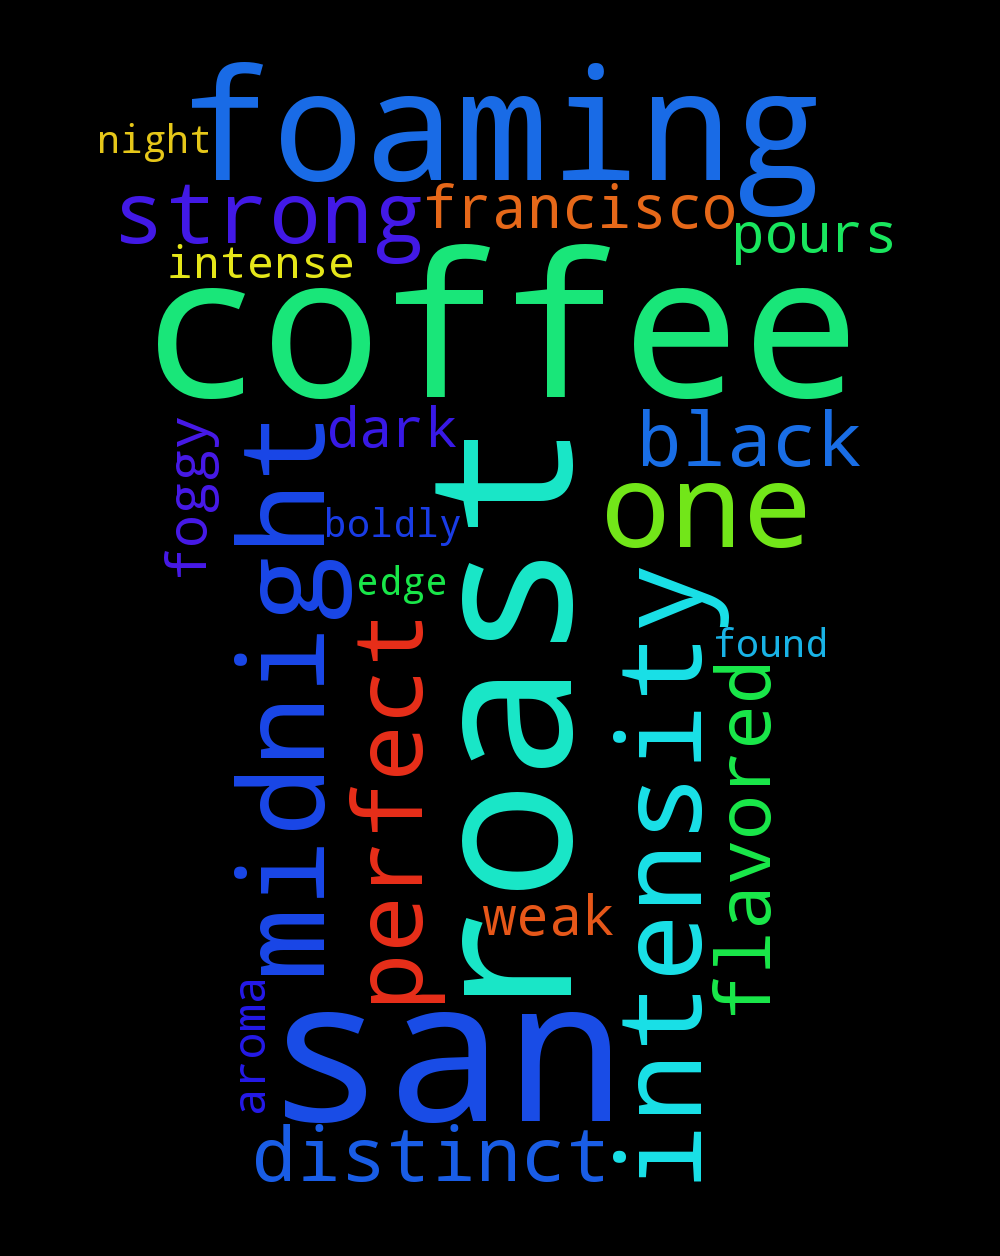 foaming
night
strong
francisco
pours
intense
coffee
dark
black
foggy
midnight
roast
one
boldly
edge
intensity
perfect
found
flavored
weak
aroma
san
distinct